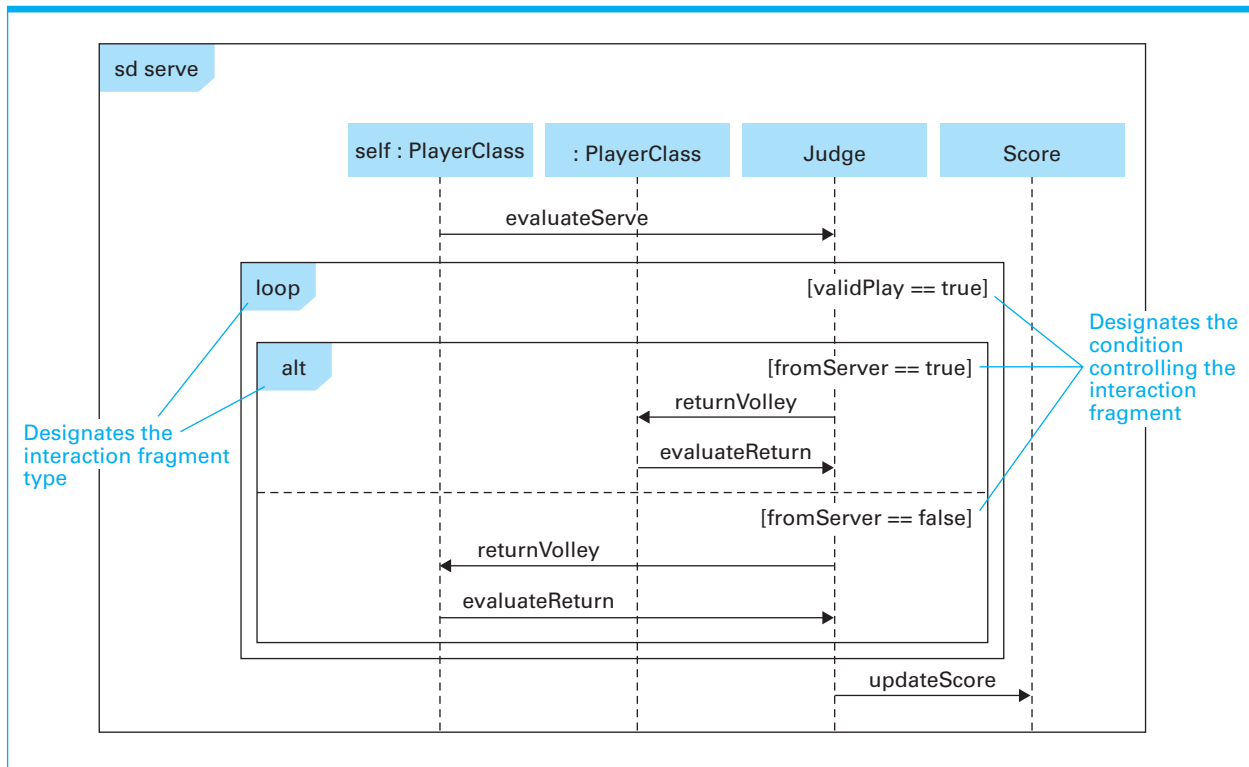 sd serve
self : PlayerClass
: PlayerClass
Judge
Score
evaluateServe
loop
[validPlay == true]
alt
[fromServer == true]
returnVolley
evaluateReturn
[fromServer == false]
returnVolley
evaluateReturn
updateScore
Designates the
interaction fragment
type
Designates the
condition
controlling the
interaction
fragment